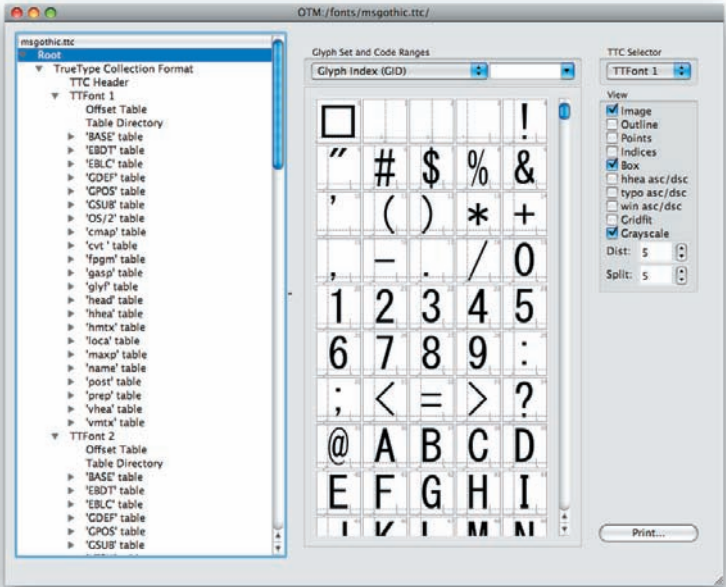 OTM:/fonts/msgothic.ttc/
msgothic.ttc
Root
TrueType Collection Format
TTC Header
TTFont 1
Offset Table
Table Directory
'BASE' table
'EBDT' table
'EBLC' table
'GDEF' table
'GPOS' table
'GSUB' table
'OS/2' table
'cmap' table
'cvt ' table
'fpgm' table
'gasp' table
'glyf' table
'head' table
'hhea' table
'hmtx' table
'loca' table
'maxp' table
'name' table
'post' table
'prep' table
'vhea' table
'vmtx' table
TTFont 2
Offset Table
Table Directory
'BASE' table
'EBDT' table
'EBLC' table
'GDEF' table
'GPOS' table
'GSUB' table
Glyph Set and Code Ranges
Glyph Index (GID)
!
" # $ % &
' ( ) * +
, − . / 0
1 2 3 4 5
6 7 8 9 :
; < = > ?
@ A B C D
E F G H I
J K L M N
TTC Selector
TTFont 1
View
Image
Outline
Points
Indices
Box
hhea asc/dsc
typo asc/dsc
win asc/dsc
Gridfit
Grayscale
Dist: 5
Split: 5
Print...